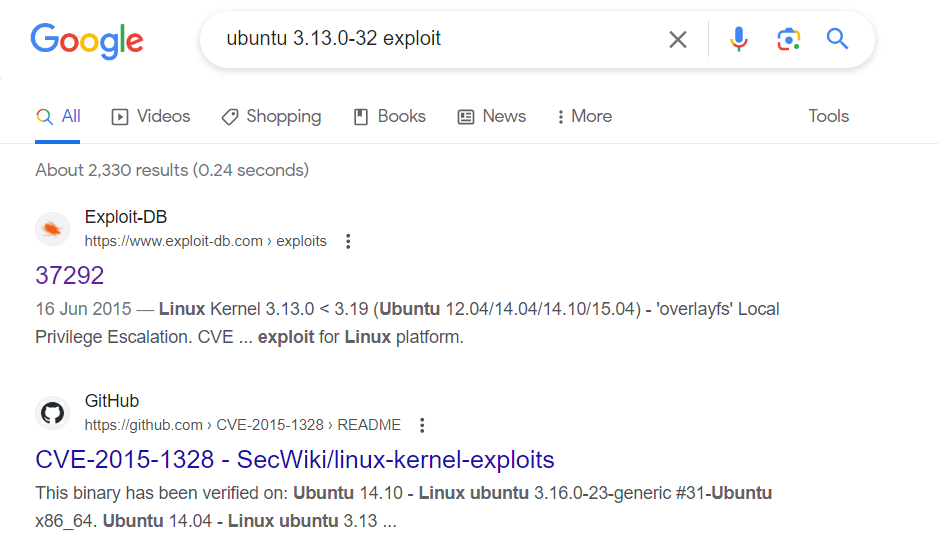 Google
ubuntu 3.13.0-32 exploit
All Videos Shopping Books News More Tools
About 2,330 results (0.24 seconds)
Exploit-DB
https://www.exploit-db.com › exploits
37292
16 Jun 2015 — Linux Kernel 3.13.0 < 3.19 (Ubuntu 12.04/14.04/14.10/15.04) - 'overlayfs' Local
Privilege Escalation. CVE ... exploit for Linux platform.
GitHub
https://github.com › CVE-2015-1328 › README
CVE-2015-1328 - SecWiki/linux-kernel-exploits
This binary has been verified on: Ubuntu 14.10 - Linux ubuntu 3.16.0-23-generic #31-Ubuntu
x86_64. Ubuntu 14.04 - Linux ubuntu 3.13 ...